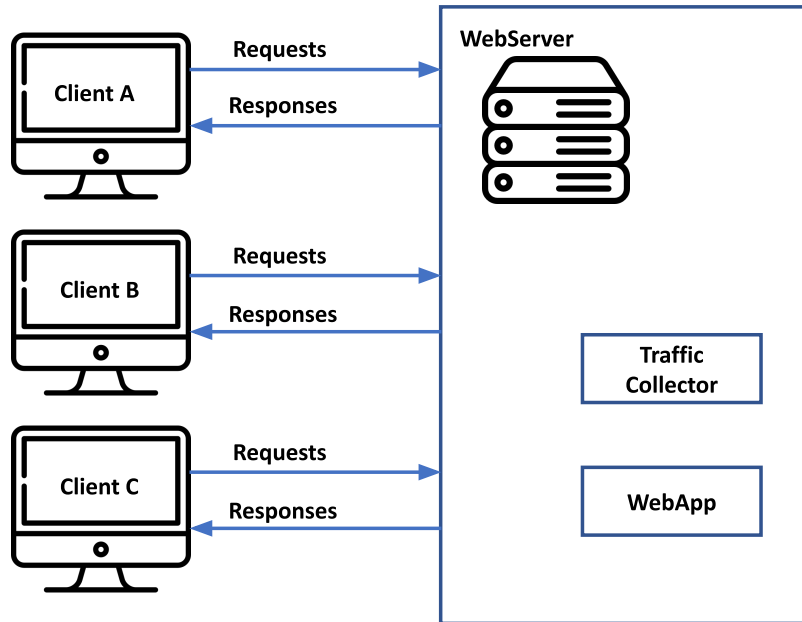 Client A
Requests
Responses
WebServer
Client B
Requests
Responses
Traffic
Collector
Client C
Requests
Responses
WebApp